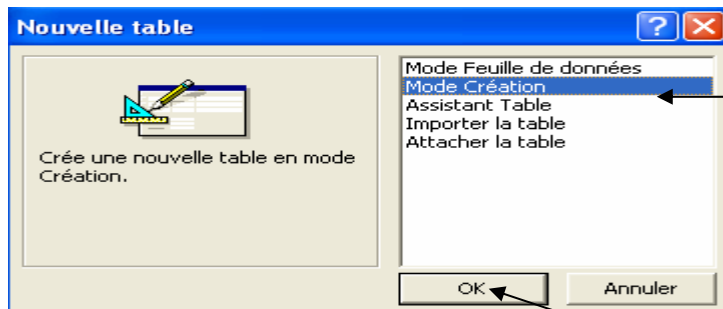 Nouvelle table
Crée une nouvelle table en mode
Création.
Mode Feuille de données
Mode Création
Assistant Table
Importer la table
Attacher la table
OK
Annuler